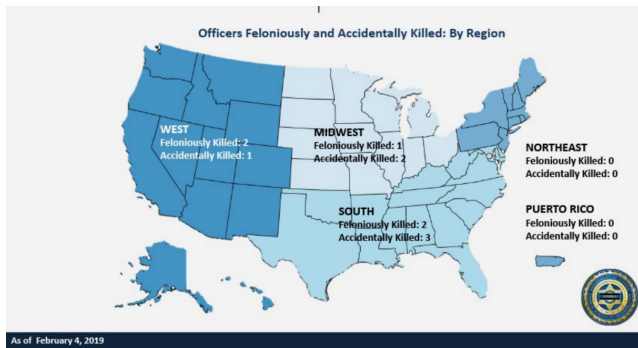 Officers Feloniously and Accidentally Killed: By Region
WEST
Feloniously Killed: 2
Accidentally Killed: 1
MIDWEST
Feloniously Killed: 1
Accidentally Killed: 2
NORTHEAST
Feloniously Killed: 0
Accidentally Killed: 0
SOUTH
Feloniously Killed: 2
Accidentally Killed: 3
PUERTO RICO
Feloniously Killed: 0
Accidentally Killed: 0
As of February 4, 2019